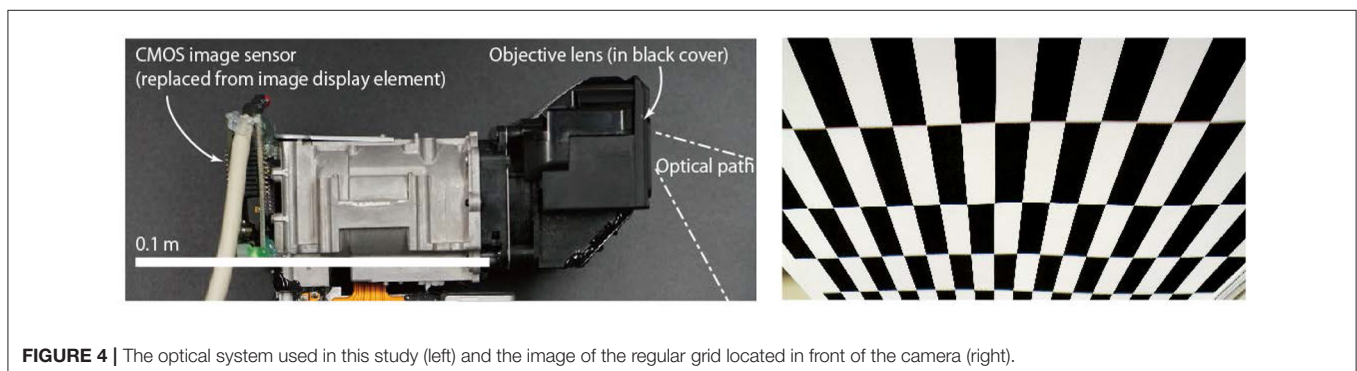 CMOS image sensor
(replaced from image display element)
Objective lens (in black cover)
Optical path
0.1 m
FIGURE 4 | The optical system used in this study (left) and the image of the regular grid located in front of the camera (right).